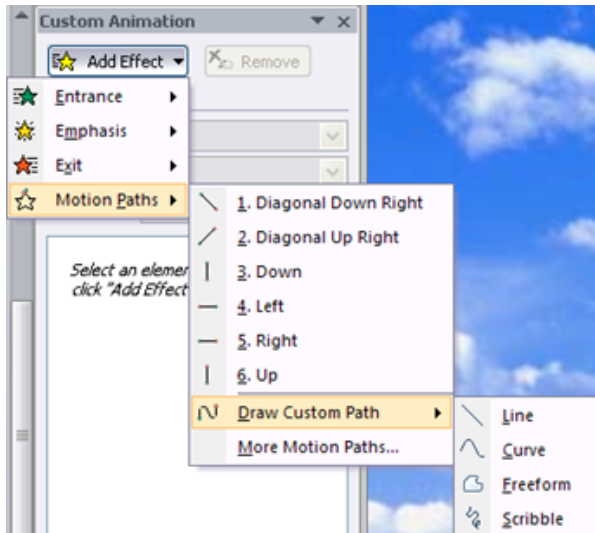 Custom Animation
Add Effect
Remove
Entrance
Emphasis
Exit
Motion Paths
1. Diagonal Down Right
2. Diagonal Up Right
3. Down
4. Left
5. Right
6. Up
Draw Custom Path
More Motion Paths...
Line
Curve
Freeform
Scribble
Select an
click "Add Effect